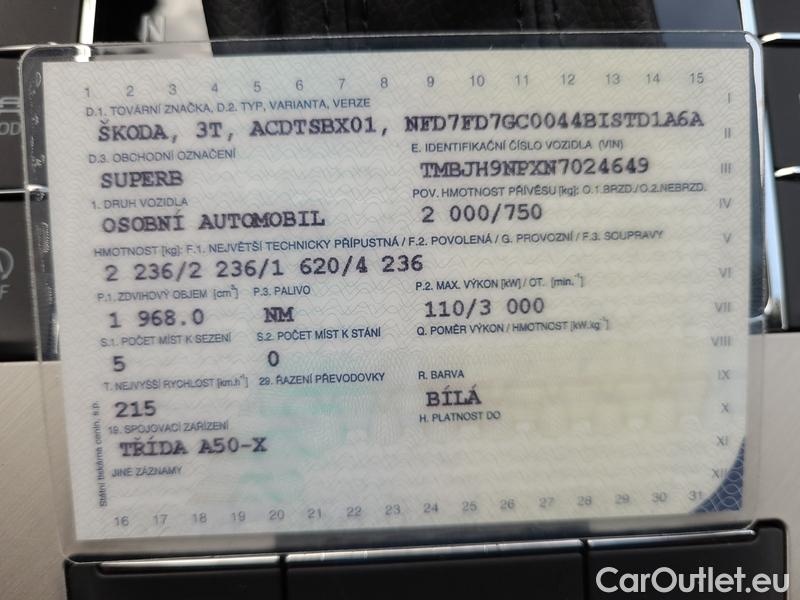 N
1 2 3 4 5 6 7 8 9 10 11 12 13 14 15
D.1. TOVÁRNÍ ZNAČKA, D.2. TYP, VARIANTA, VERZE I
ŠKODA, 3T, ACDTSBX01, NFD7FD7GC0044BISTD1A6A II
D.3. OBCHODNÍ OZNAČENÍ E. IDENTIFIKAČNÍ ČÍSLO VOZIDLA (VIN)
SUPERB TMBJH9NPXN7024649 III
1. DRUH VOZIDLA POV. HMOTNOST PŘÍVĚSU [kg]: O.1. BRZD./O.2. NEBRZD.
OSOBNÍ AUTOMOBIL 2 000/750 IV
HMOTNOST [kg]: F.1. NEJVĚTŠÍ TECHNICKY PŘÍPUSTNÁ / F.2. POVOLENÁ / G. PROVOZNÍ / F.3. SOUPRAVY V
2 236/2 236/1 620/4 236 VI
P.1. ZDVIHOVÝ OBJEM [cm³] P.3. PALIVO P.2. MAX. VÝKON [kW] / OT. [min.⁻¹]
1 968.0 NM 110/3 000 VII
S.1. POČET MÍST K SEZENÍ S.2. POČET MÍST K STÁNÍ Q. POMĚR VÝKON / HMOTNOST [kW.kg⁻¹] VIII
5 0
T. NEJVYŠŠÍ RYCHLOST [km.h⁻¹] 29. ŘAZENÍ PŘEVODOVKY R. BARVA IX
215 BÍLÁ X
19. SPOJOVACÍ ZAŘÍZENÍ H. PLATNOST DO
TŘÍDA A50-X XI
JINÉ ZÁZNAMY XII
Státní tiskárna cenin, s.p.
16 17 18 19 20 21 22 23 24 25 26 27 28 29 30 31
CarOutlet.eu